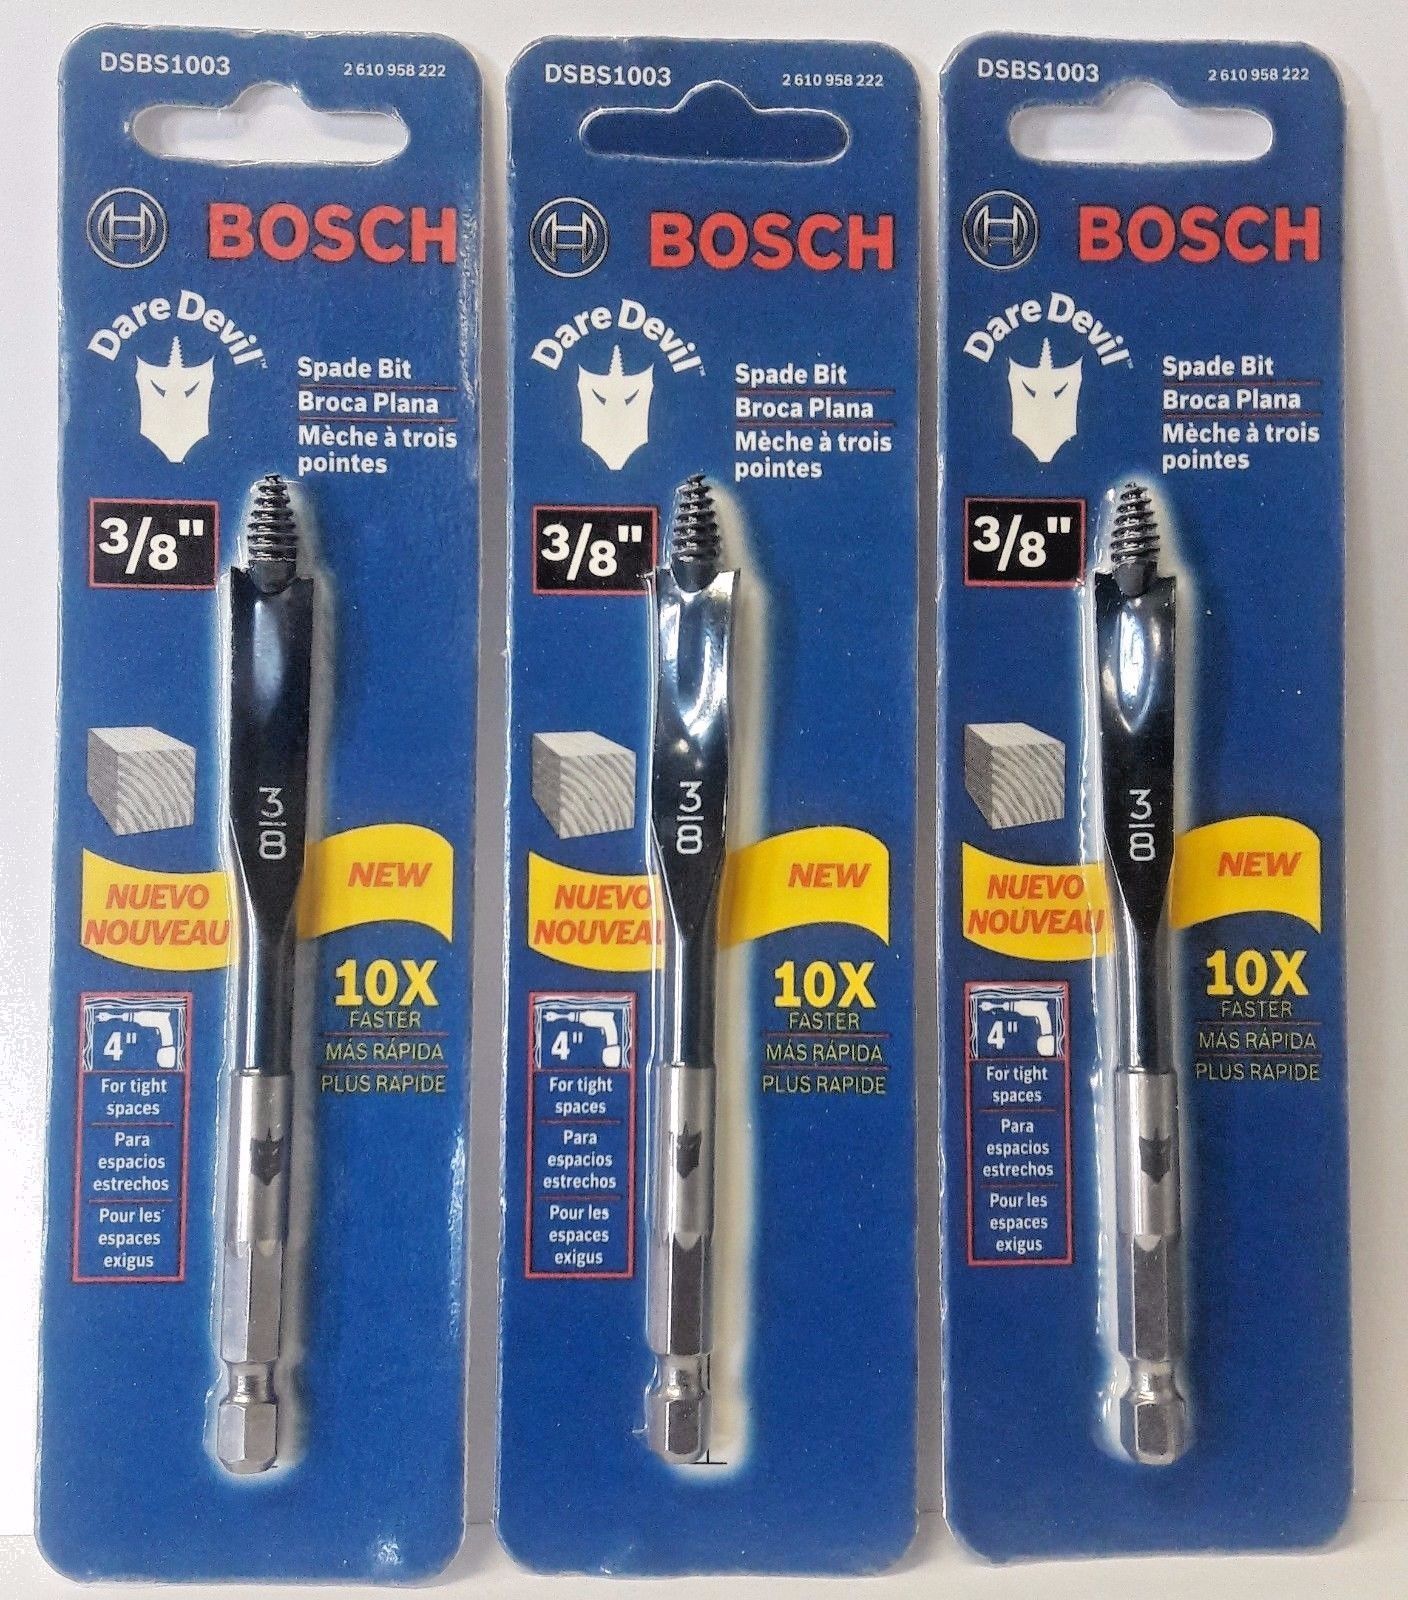 DSBS1003 2 610 958 222
BOSCH
Dare Devil™
Spade Bit
Broca Plana
Mèche à trois
pointes
3/8"
3/8
NUEVO
NOUVEAU
NEW
10X
FASTER
MÁS RÁPIDA
PLUS RAPIDE
4"
For tight
spaces
Para
espacios
estrechos
Pour les
espaces
exigus
DSBS1003 2 610 958 222
BOSCH
Dare Devil™
Spade Bit
Broca Plana
Mèche à trois
pointes
3/8"
3/8
NUEVO
NOUVEAU
NEW
10X
FASTER
MÁS RÁPIDA
PLUS RAPIDE
4"
For tight
spaces
Para
espacios
estrechos
Pour les
espaces
exigus
DSBS1003 2 610 958 222
BOSCH
Dare Devil™
Spade Bit
Broca Plana
Mèche à trois
pointes
3/8"
3/8
NUEVO
NOUVEAU
NEW
10X
FASTER
MÁS RÁPIDA
PLUS RAPIDE
4"
For tight
spaces
Para
espacios
estrechos
Pour les
espaces
exigus